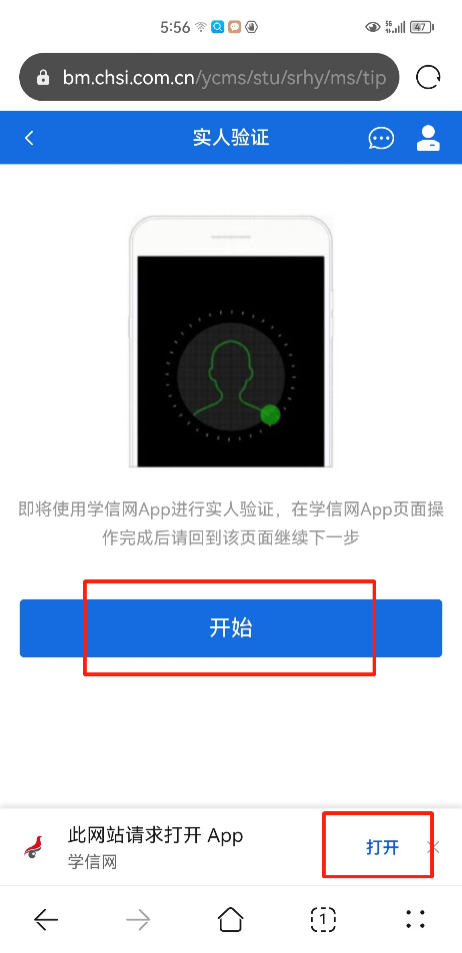 5:56
5G
47
bm.chsi.com.cn/ycms/stu/srhy/ms/tip
实人验证
即将使用学信网App进行实人验证，在学信网App页面操
作完成后请回到该页面继续下一步
开始
此网站请求打开 App
学信网
打开
1